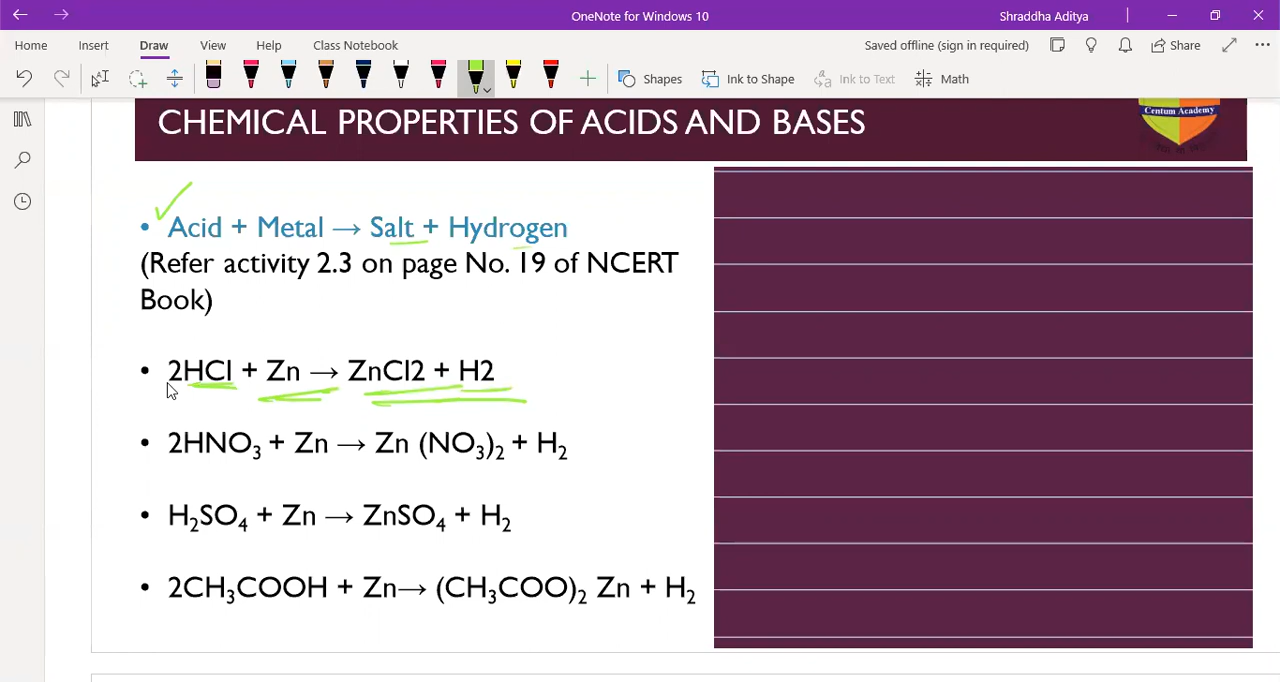 OneNote for Windows 10
Shraddha Aditya
Home Insert Draw View Help Class Notebook
Saved offline (sign in required) Share
Shapes Ink to Shape Ink to Text Math
CHEMICAL PROPERTIES OF ACIDS AND BASES
Centum Academy
• Acid + Metal → Salt + Hydrogen
(Refer activity 2.3 on page No. 19 of NCERT
Book)
• 2HCl + Zn → ZnCl2 + H2
• 2HNO₃ + Zn → Zn (NO₃)₂ + H₂
• H₂SO₄ + Zn → ZnSO₄ + H₂
• 2CH₃COOH + Zn→ (CH₃COO)₂ Zn + H₂